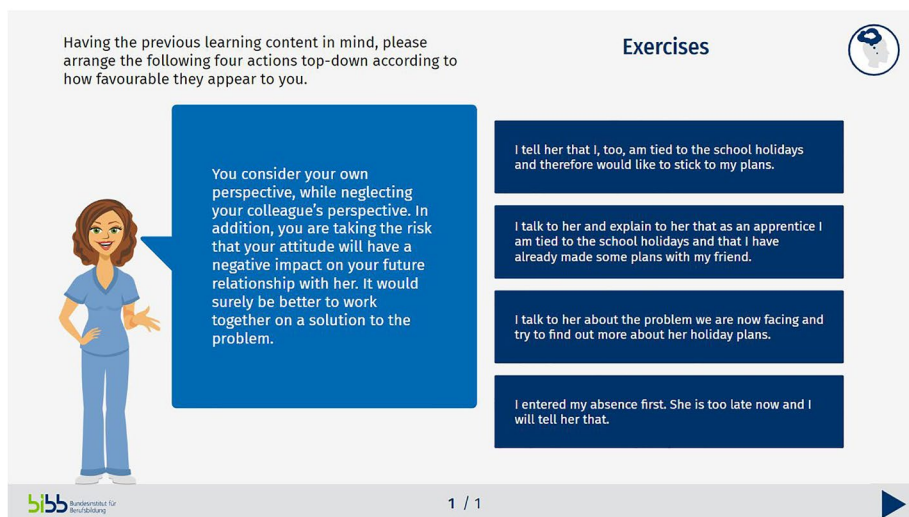 Having the previous learning content in mind, please
arrange the following four actions top-down according to
how favourable they appear to you.
Exercises
You consider your own
perspective, while neglecting
your colleague's perspective. In
addition, you are taking the risk
that your attitude will have a
negative impact on your future
relationship with her. It would
surely be better to work
together on a solution to the
problem.
I tell her that I, too, am tied to the school holidays
and therefore would like to stick to my plans.
I talk to her and explain to her that as an apprentice I
am tied to the school holidays and that I have
already made some plans with my friend.
I talk to her about the problem we are now facing and
try to find out more about her holiday plans.
I entered my absence first. She is too late now and I
will tell her that.
bibb
Bundesinstitut für
Berufsbildung
1 / 1